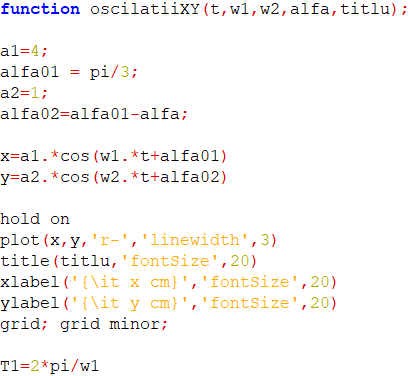 function oscilatiiXY(t,w1,w2,alfa,titlu);
a1=4;
alfa01 = pi/3;
a2=1;
alfa02=alfa01-alfa;
x=a1.*cos(w1.*t+alfa01)
y=a2.*cos(w2.*t+alfa02)
hold on
plot(x,y,'r-','linewidth',3)
title(titlu,'fontSize',20)
xlabel('{\it x cm}','fontSize',20)
ylabel('{\it y cm}','fontSize',20)
grid; grid minor;
T1=2*pi/w1